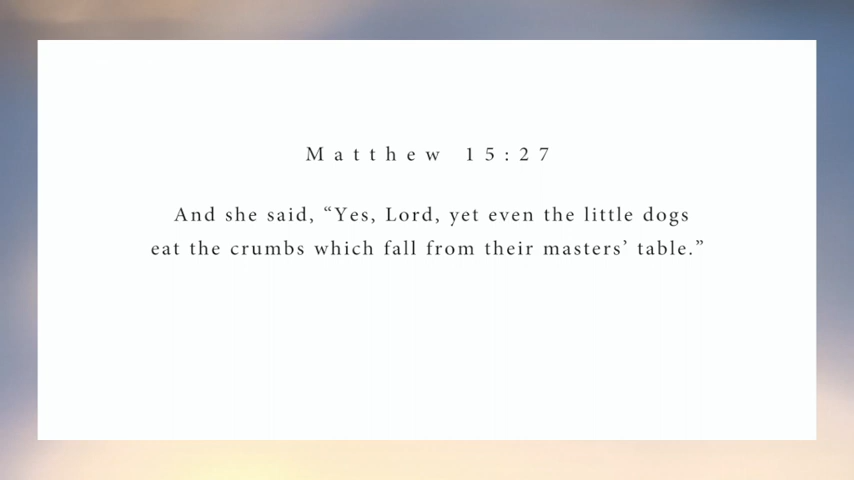 Matthew 15:27
And she said, “Yes, Lord, yet even the little dogs
eat the crumbs which fall from their masters’ table.”